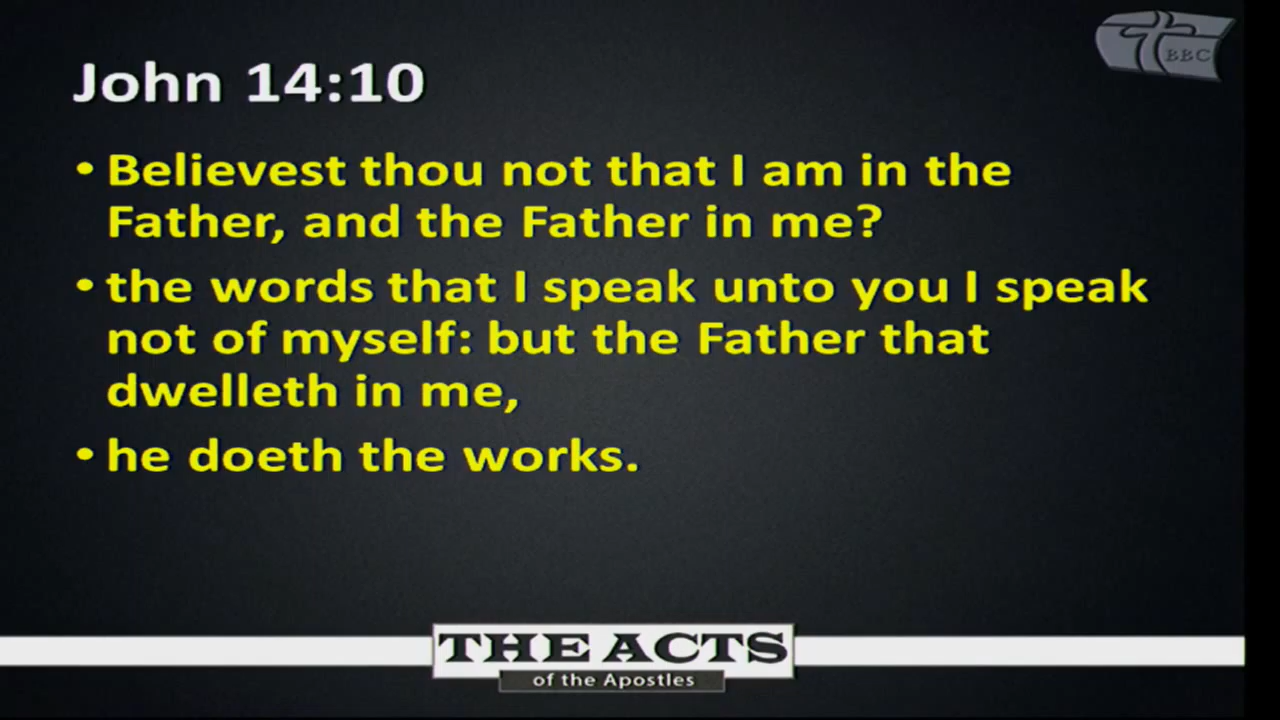 BBC
John 14:10
• Believest thou not that I am in the
Father, and the Father in me?
• the words that I speak unto you I speak
not of myself: but the Father that
dwelleth in me,
• he doeth the works.
THE ACTS
of the Apostles